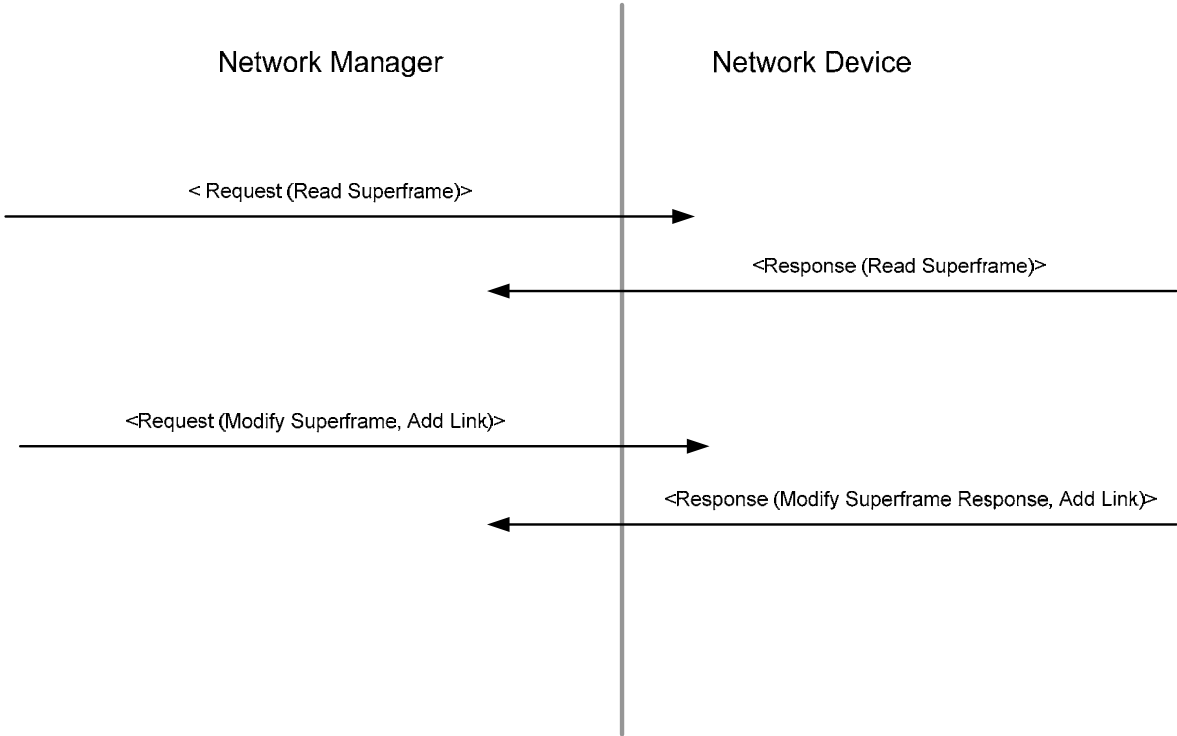 Network Manager
Network Device
< Request (Read Superframe)>
<Response (Read Superframe)>
<Request (Modify Superframe, Add Link)>
<Response (Modify Superframe Response, Add Link)>